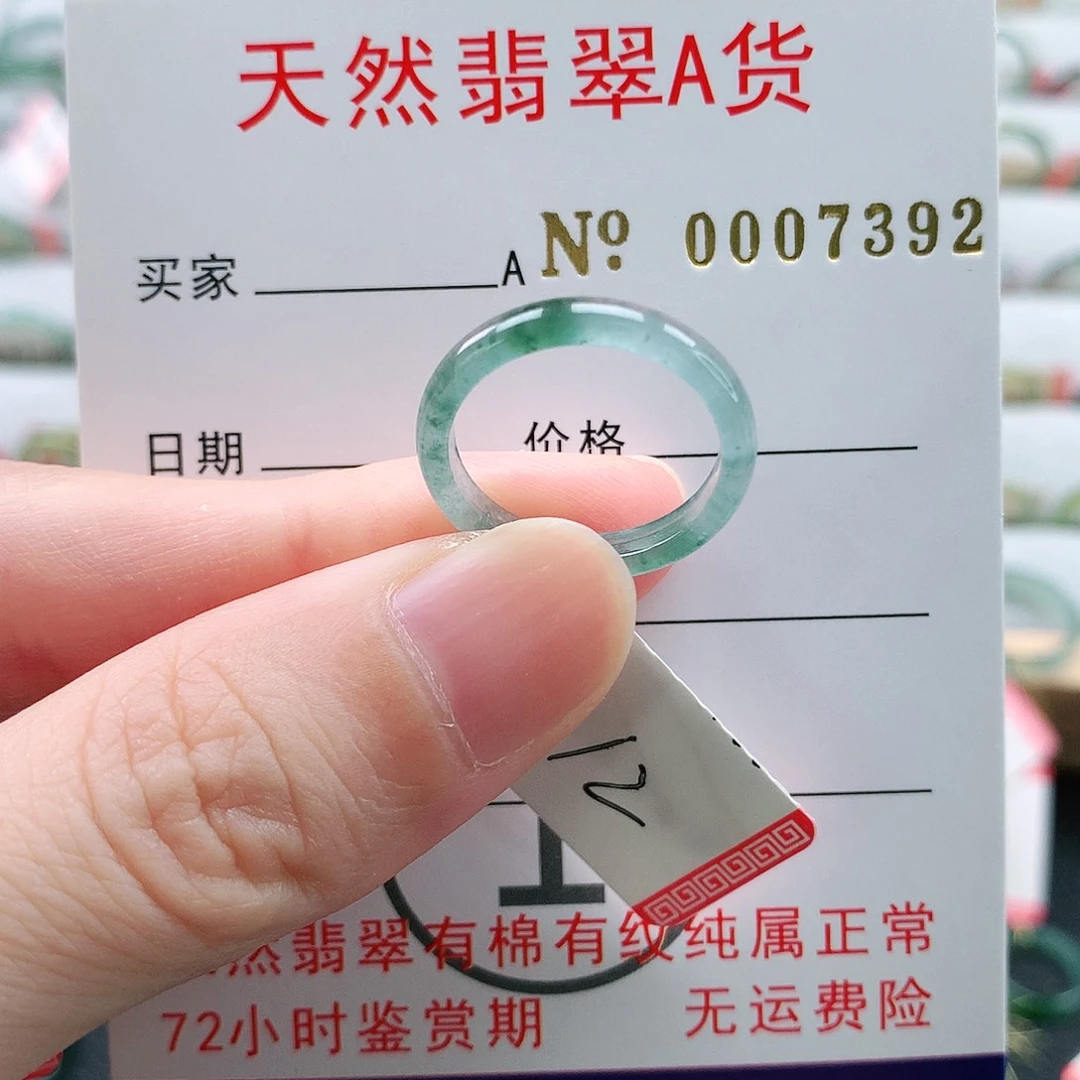 天然翡翠A货
买家 A Nº 0007392
日期 价格
12
然翡翠有棉有纹纯属正常
72小时鉴赏期 无运费险